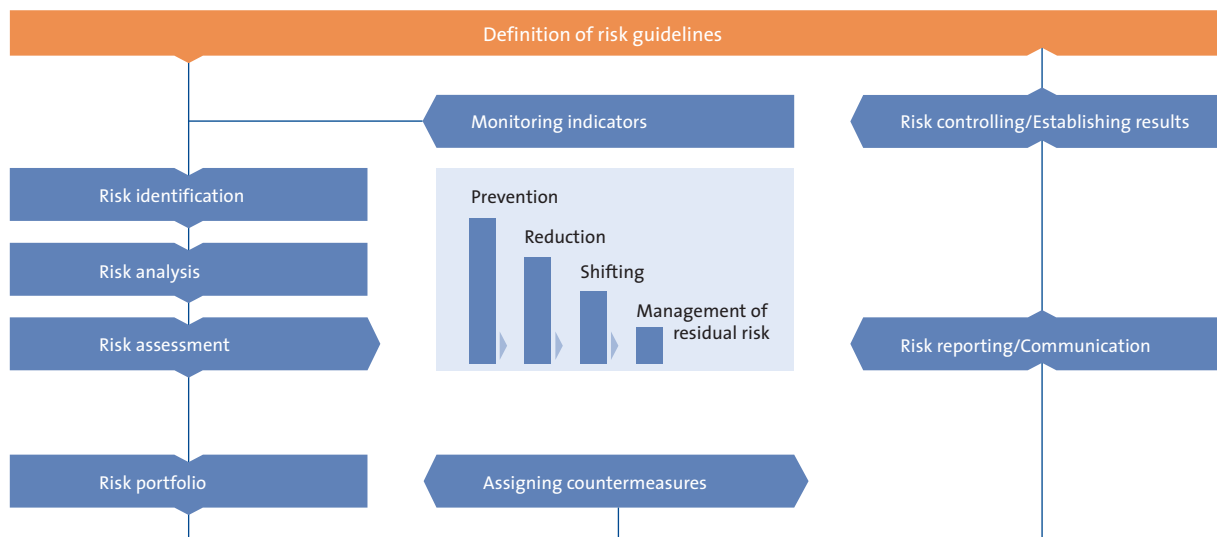 Definition of risk guidelines
Monitoring indicators
Risk controlling/Establishing results
Risk identification
Prevention
Reduction
Risk analysis
Shifting
Management of
residual risk
Risk assessment
Risk reporting/Communication
Risk portfolio
Assigning countermeasures